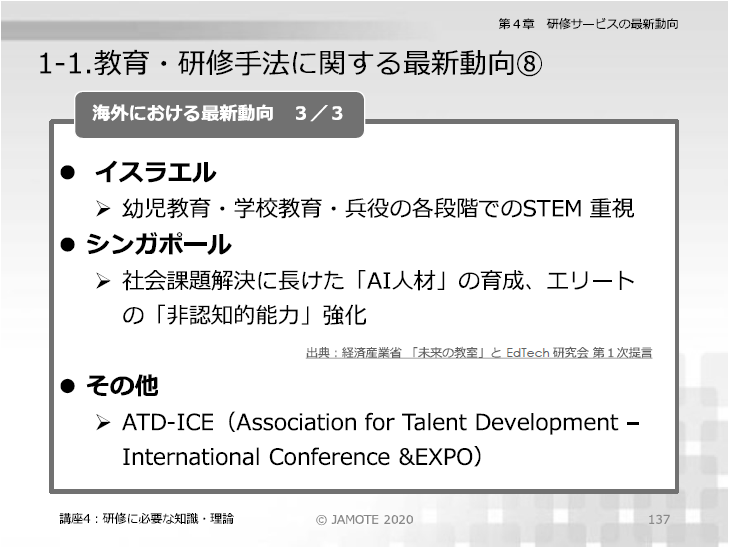 第４章　研修サービスの最新動向
1-1.教育・研修手法に関する最新動向⑧
海外における最新動向　３／３
● イスラエル
➢ 幼児教育・学校教育・兵役の各段階でのSTEM 重視
● シンガポール
➢ 社会課題解決に長けた「AI人材」の育成、エリート
の「非認知的能力」強化
出典：経済産業省 「未来の教室」と EdTech 研究会 第１次提言
● その他
➢ ATD-ICE（Association for Talent Development –
International Conference &EXPO）
講座4：研修に必要な知識・理論
© JAMOTE 2020
137